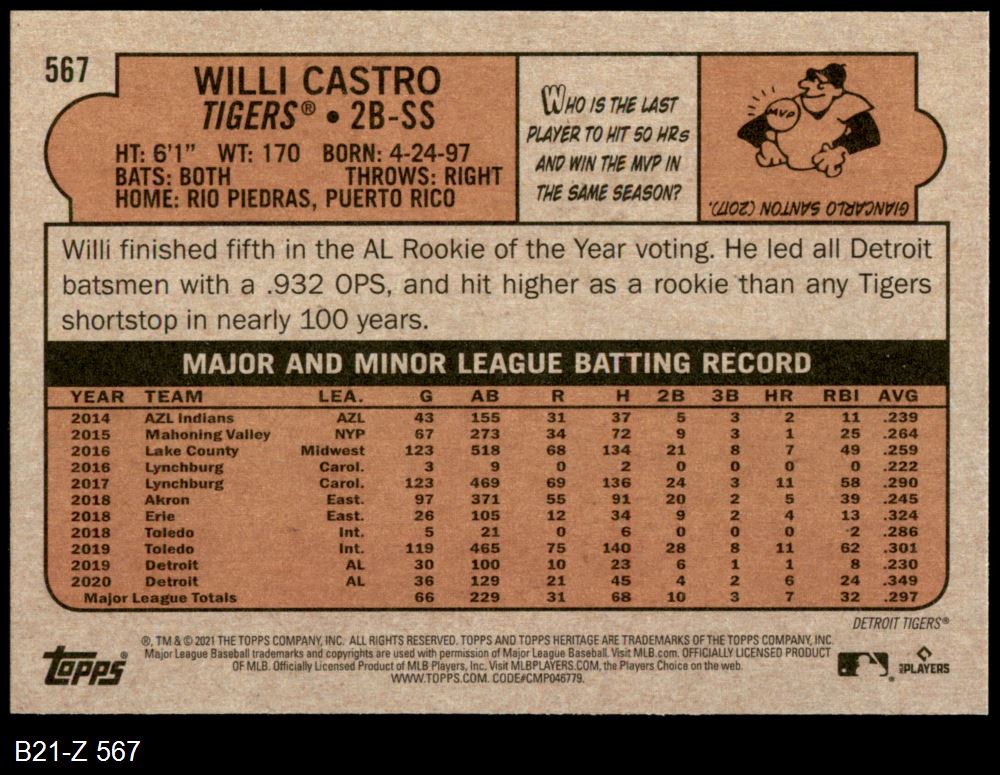 567
WILLI CASTRO
TIGERS® • 2B-SS
HT: 6'1" WT: 170 BORN: 4-24-97
BATS: BOTH THROWS: RIGHT
HOME: RIO PIEDRAS, PUERTO RICO
WHO IS THE LAST
PLAYER TO HIT 50 HRs
AND WIN THE MVP IN
THE SAME SEASON?
MVP
GIANCARLO SANTON (2017).
Willi finished fifth in the AL Rookie of the Year voting. He led all Detroit
batsmen with a .932 OPS, and hit higher as a rookie than any Tigers
shortstop in nearly 100 years.
MAJOR AND MINOR LEAGUE BATTING RECORD
YEAR TEAM LEA. G AB R H 2B 3B HR RBI AVG
2014 AZL Indians AZL 43 155 31 37 5 3 2 11 .239
2015 Mahoning Valley NYP 67 273 34 72 9 3 1 25 .264
2016 Lake County Midwest 123 518 68 134 21 8 7 49 .259
2016 Lynchburg Carol. 3 9 0 2 0 0 0 0 .222
2017 Lynchburg Carol. 123 469 69 136 24 3 11 58 .290
2018 Akron East. 97 371 55 91 20 2 5 39 .245
2018 Erie East. 26 105 12 34 9 2 4 13 .324
2018 Toledo Int. 5 21 0 6 0 0 0 2 .286
2019 Toledo Int. 119 465 75 140 28 8 11 62 .301
2019 Detroit AL 30 100 10 23 6 1 1 8 .230
2020 Detroit AL 36 129 21 45 4 2 6 24 .349
Major League Totals 66 229 31 68 10 3 7 32 .297
DETROIT TIGERS®
®, TM & © 2021 THE TOPPS COMPANY, INC. ALL RIGHTS RESERVED. TOPPS AND TOPPS HERITAGE ARE TRADEMARKS OF THE TOPPS COMPANY, INC.
Major League Baseball trademarks and copyrights are used with permission of Major League Baseball. Visit MLB.com. OFFICIALLY LICENSED PRODUCT
OF MLB. Officially Licensed Product of MLB Players, Inc. Visit MLBPLAYERS.COM, the Players Choice on the web.
WWW.TOPPS.COM. CODE#CMP046779.
Topps®
MLB PLAYERS
B21-Z 567